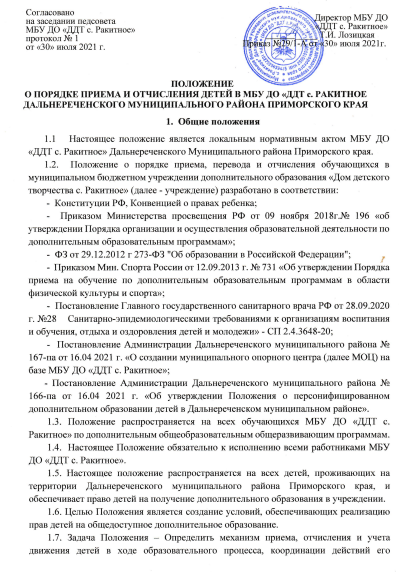 Согласовано
на заседании педсовета
МБУ ДО «ДДТ с. Ракитное»
протокол № 1
от «30» июля 2021 г.
Директор МБУ ДО
«ДДТ с. Ракитное»
Г.И. Лозицкая
Приказ №29/1-А от «30» июля 2021г.
ПОЛОЖЕНИЕ
О ПОРЯДКЕ ПРИЕМА И ОТЧИСЛЕНИЯ ДЕТЕЙ В МБУ ДО «ДДТ с. РАКИТНОЕ
ДАЛЬНЕРЕЧЕНСКОГО МУНИЦИПАЛЬНОГО РАЙОНА ПРИМОРСКОГО КРАЯ
1. Общие положения
1.1 Настоящее положение является локальным нормативным актом МБУ ДО
«ДДТ с. Ракитное» Дальнереченского Муниципального района Приморского края.
1.2. Положение о порядке приема, перевода и отчисления обучающихся в
муниципальном бюджетном учреждении дополнительного образования «Дом детского
творчества с. Ракитное» (далее - учреждение) разработано в соответствии:
- Конституции РФ, Конвенцией о правах ребенка;
- Приказом Министерства просвещения РФ от 09 ноября 2018г.№ 196 «об
утверждении Порядка организации и осуществления образовательной деятельности по
дополнительным образовательным программам»;
- ФЗ от 29.12.2012 г 273-ФЗ "Об образовании в Российской Федерации";
- Приказом Мин. Спорта России от 12.09.2013 г. № 731 «Об утверждении Порядка
приема на обучение по дополнительным образовательным программам в области
физической культуры и спорта»;
- Постановление Главного государственного санитарного врача РФ от 28.09.2020
г. №28 Санитарно-эпидемиологическими требованиями к организациям воспитания
и обучения, отдыха и оздоровления детей и молодежи» - СП 2.4.3648-20;
- Постановление Администрации Дальнереченского муниципального района №
167-па от 16.04 2021 г. «О создании муниципального опорного центра (далее МОЦ) на
базе МБУ ДО «ДДТ с. Ракитное»;
- Постановление Администрации Дальнереченского муниципального района №
166-па от 16.04 2021 г. «Об утверждении Положения о персонифицированном
дополнительном образовании детей в Дальнереченском муниципальном районе».
1.3. Положение распространяется на всех обучающихся МБУ ДО «ДДТ с.
Ракитное» по дополнительным общеобразовательным общеразвивающим программам.
1.4. Настоящее Положение обязательно к исполнению всеми работниками МБУ
ДО «ДДТ с. Ракитное».
1.5. Настоящее положение распространяется на всех детей, проживающих на
территории Дальнереченского муниципального района Приморского края, и
обеспечивает право детей на получение дополнительного образования в учреждении.
1.6. Целью Положения является создание условий, обеспечивающих реализацию
прав детей на общедоступное дополнительное образование.
1.7. Задача Положения – Определить механизм приема, отчисления и учета
движения детей в ходе образовательного процесса, координации действий его